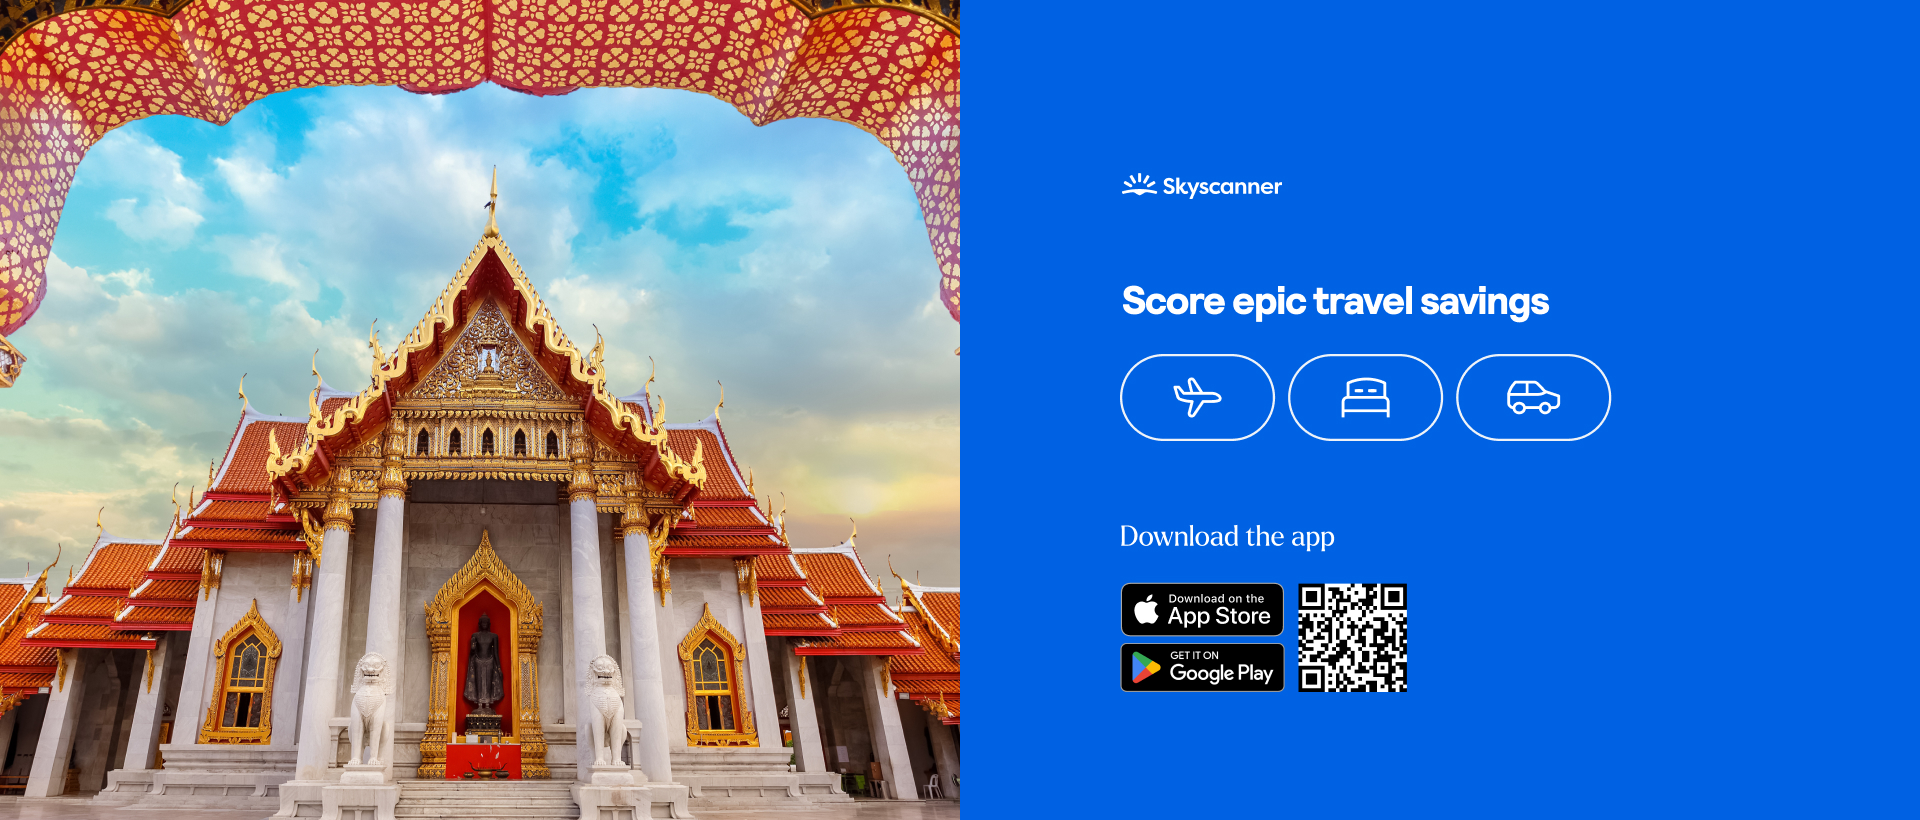 Skyscanner
Score epic travel savings
Download the app
Download on the
App Store
GET IT ON
Google Play